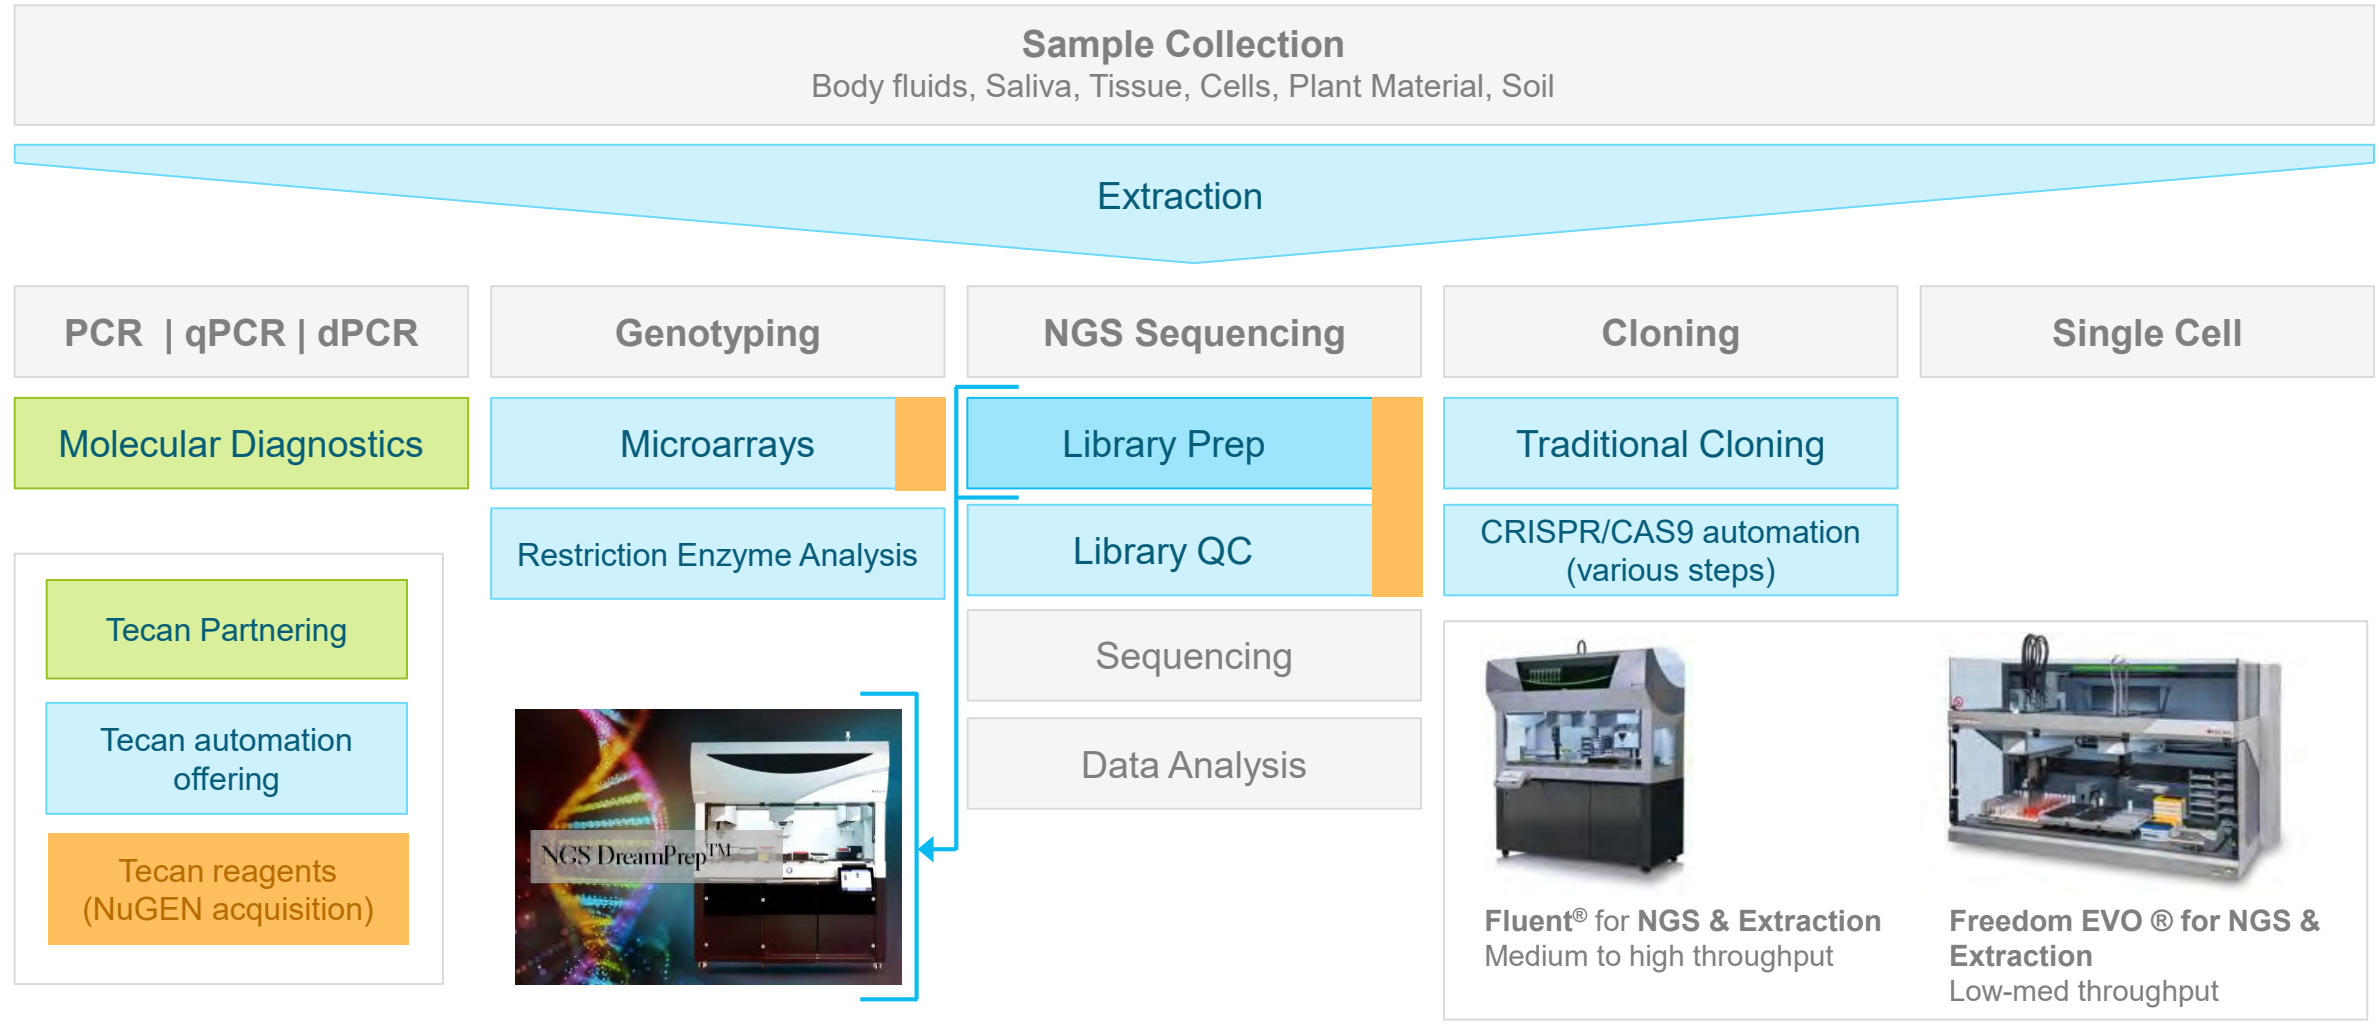 Sample Collection
Body fluids, Saliva, Tissue, Cells, Plant Material, Soil
Extraction
PCR | qPCR | dPCR
Genotyping
NGS Sequencing
Cloning
Single Cell
Molecular Diagnostics
Microarrays
Library Prep
Traditional Cloning
Restriction Enzyme Analysis
Library QC
CRISPR/CAS9 automation
(various steps)
Sequencing
Data Analysis
Tecan Partnering
Tecan automation
offering
Tecan reagents
(NuGEN acquisition)
NGS DreamPrep™
Fluent® for NGS & Extraction
Medium to high throughput
Freedom EVO ® for NGS &
Extraction
Low-med throughput